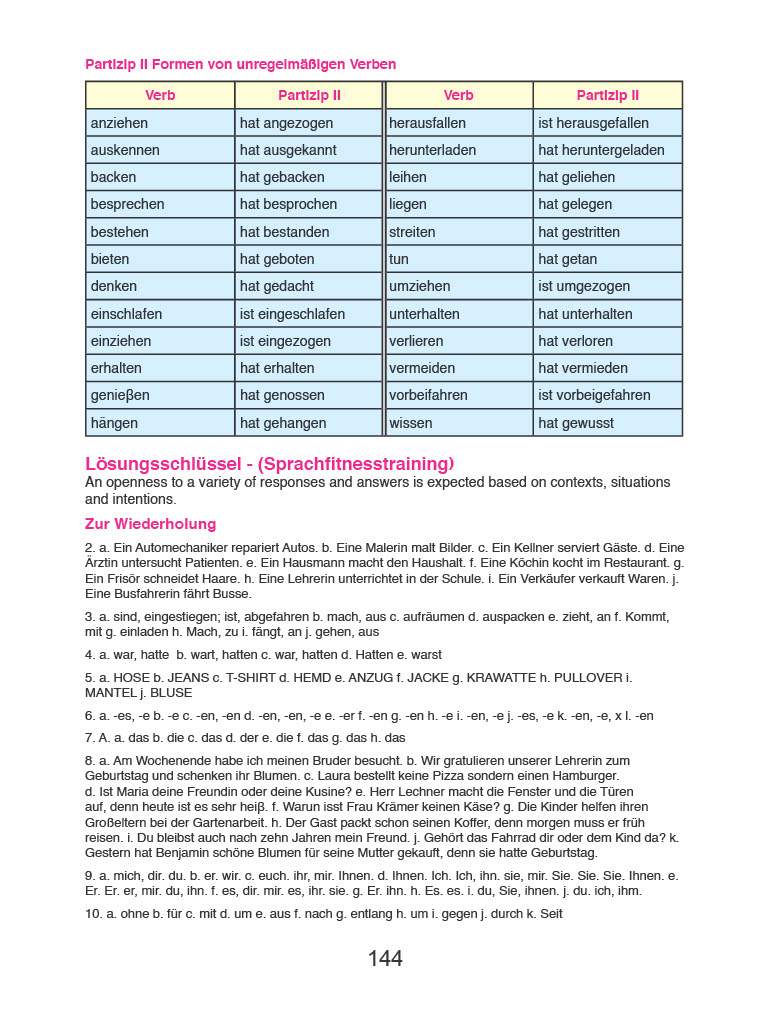 Partizip II Formen von unregelmäßigen Verben
Verb Partizip II Verb Partizip II
anziehen hat angezogen herausfallen ist herausgefallen
auskennen hat ausgekannt herunterladen hat heruntergeladen
backen hat gebacken leihen hat geliehen
besprechen hat besprochen liegen hat gelegen
bestehen hat bestanden streiten hat gestritten
bieten hat geboten tun hat getan
denken hat gedacht umziehen ist umgezogen
einschlafen ist eingeschlafen unterhalten hat unterhalten
einziehen ist eingezogen verlieren hat verloren
erhalten hat erhalten vermeiden hat vermieden
genieβen hat genossen vorbeifahren ist vorbeigefahren
hängen hat gehangen wissen hat gewusst
Lösungsschlüssel - (Sprachfitnesstraining)
An openness to a variety of responses and answers is expected based on contexts, situations
and intentions.
Zur Wiederholung
2. a. Ein Automechaniker repariert Autos. b. Eine Malerin malt Bilder. c. Ein Kellner serviert Gäste. d. Eine
Ärztin untersucht Patienten. e. Ein Hausmann macht den Haushalt. f. Eine Köchin kocht im Restaurant. g.
Ein Frisör schneidet Haare. h. Eine Lehrerin unterrichtet in der Schule. i. Ein Verkäufer verkauft Waren. j.
Eine Busfahrerin fährt Busse.
3. a. sind, eingestiegen; ist, abgefahren b. mach, aus c. aufräumen d. auspacken e. zieht, an f. Kommt,
mit g. einladen h. Mach, zu i. fängt, an j. gehen, aus
4. a. war, hatte b. wart, hatten c. war, hatten d. Hatten e. warst
5. a. HOSE b. JEANS c. T-SHIRT d. HEMD e. ANZUG f. JACKE g. KRAWATTE h. PULLOVER i.
MANTEL j. BLUSE
6. a. -es, -e b. -e c. -en, -en d. -en, -en, -e e. -er f. -en g. -en h. -e i. -en, -e j. -es, -e k. -en, -e, x l. -en
7. A. a. das b. die c. das d. der e. die f. das g. das h. das
8. a. Am Wochenende habe ich meinen Bruder besucht. b. Wir gratulieren unserer Lehrerin zum
Geburtstag und schenken ihr Blumen. c. Laura bestellt keine Pizza sondern einen Hamburger.
d. Ist Maria deine Freundin oder deine Kusine? e. Herr Lechner macht die Fenster und die Türen
auf, denn heute ist es sehr heiβ. f. Warun isst Frau Krämer keinen Käse? g. Die Kinder helfen ihren
Großeltern bei der Gartenarbeit. h. Der Gast packt schon seinen Koffer, denn morgen muss er früh
reisen. i. Du bleibst auch nach zehn Jahren mein Freund. j. Gehört das Fahrrad dir oder dem Kind da? k.
Gestern hat Benjamin schöne Blumen für seine Mutter gekauft, denn sie hatte Geburtstag.
9. a. mich, dir. du. b. er. wir. c. euch. ihr, mir. Ihnen. d. Ihnen. Ich. Ich, ihn. sie, mir. Sie. Sie. Sie. Ihnen. e.
Er. Er. er, mir. du, ihn. f. es, dir. mir. es, ihr. sie. g. Er. ihn. h. Es. es. i. du, Sie, ihnen. j. du. ich, ihm.
10. a. ohne b. für c. mit d. um e. aus f. nach g. entlang h. um i. gegen j. durch k. Seit
144